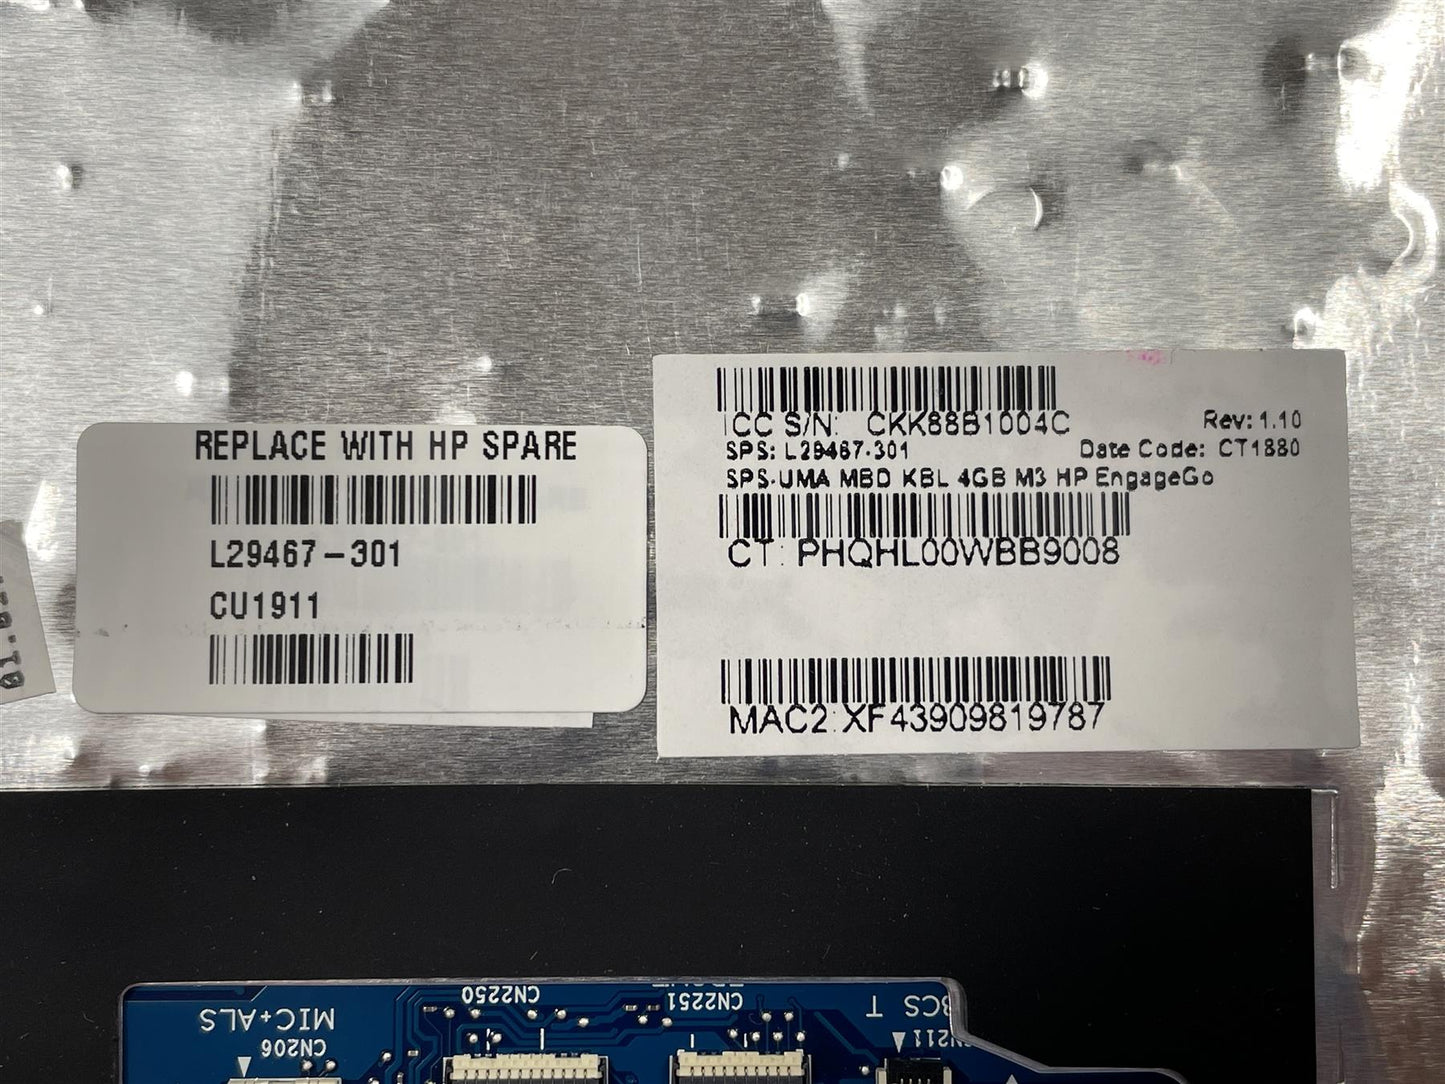 REPLACE WITH HP SPARE
L29467-301
CU1911
ICC S/N: CKK88B1004C
Rev: 1.10
SPS: L29467-301
Date Code: CT1880
SPS-UMA MBD KBL 4GB M3 HP EngageGo
CT: PHQHL00WBB9008
MAC2:XF43909819787
CN2250
CN2251
MIC+ALS
CN206